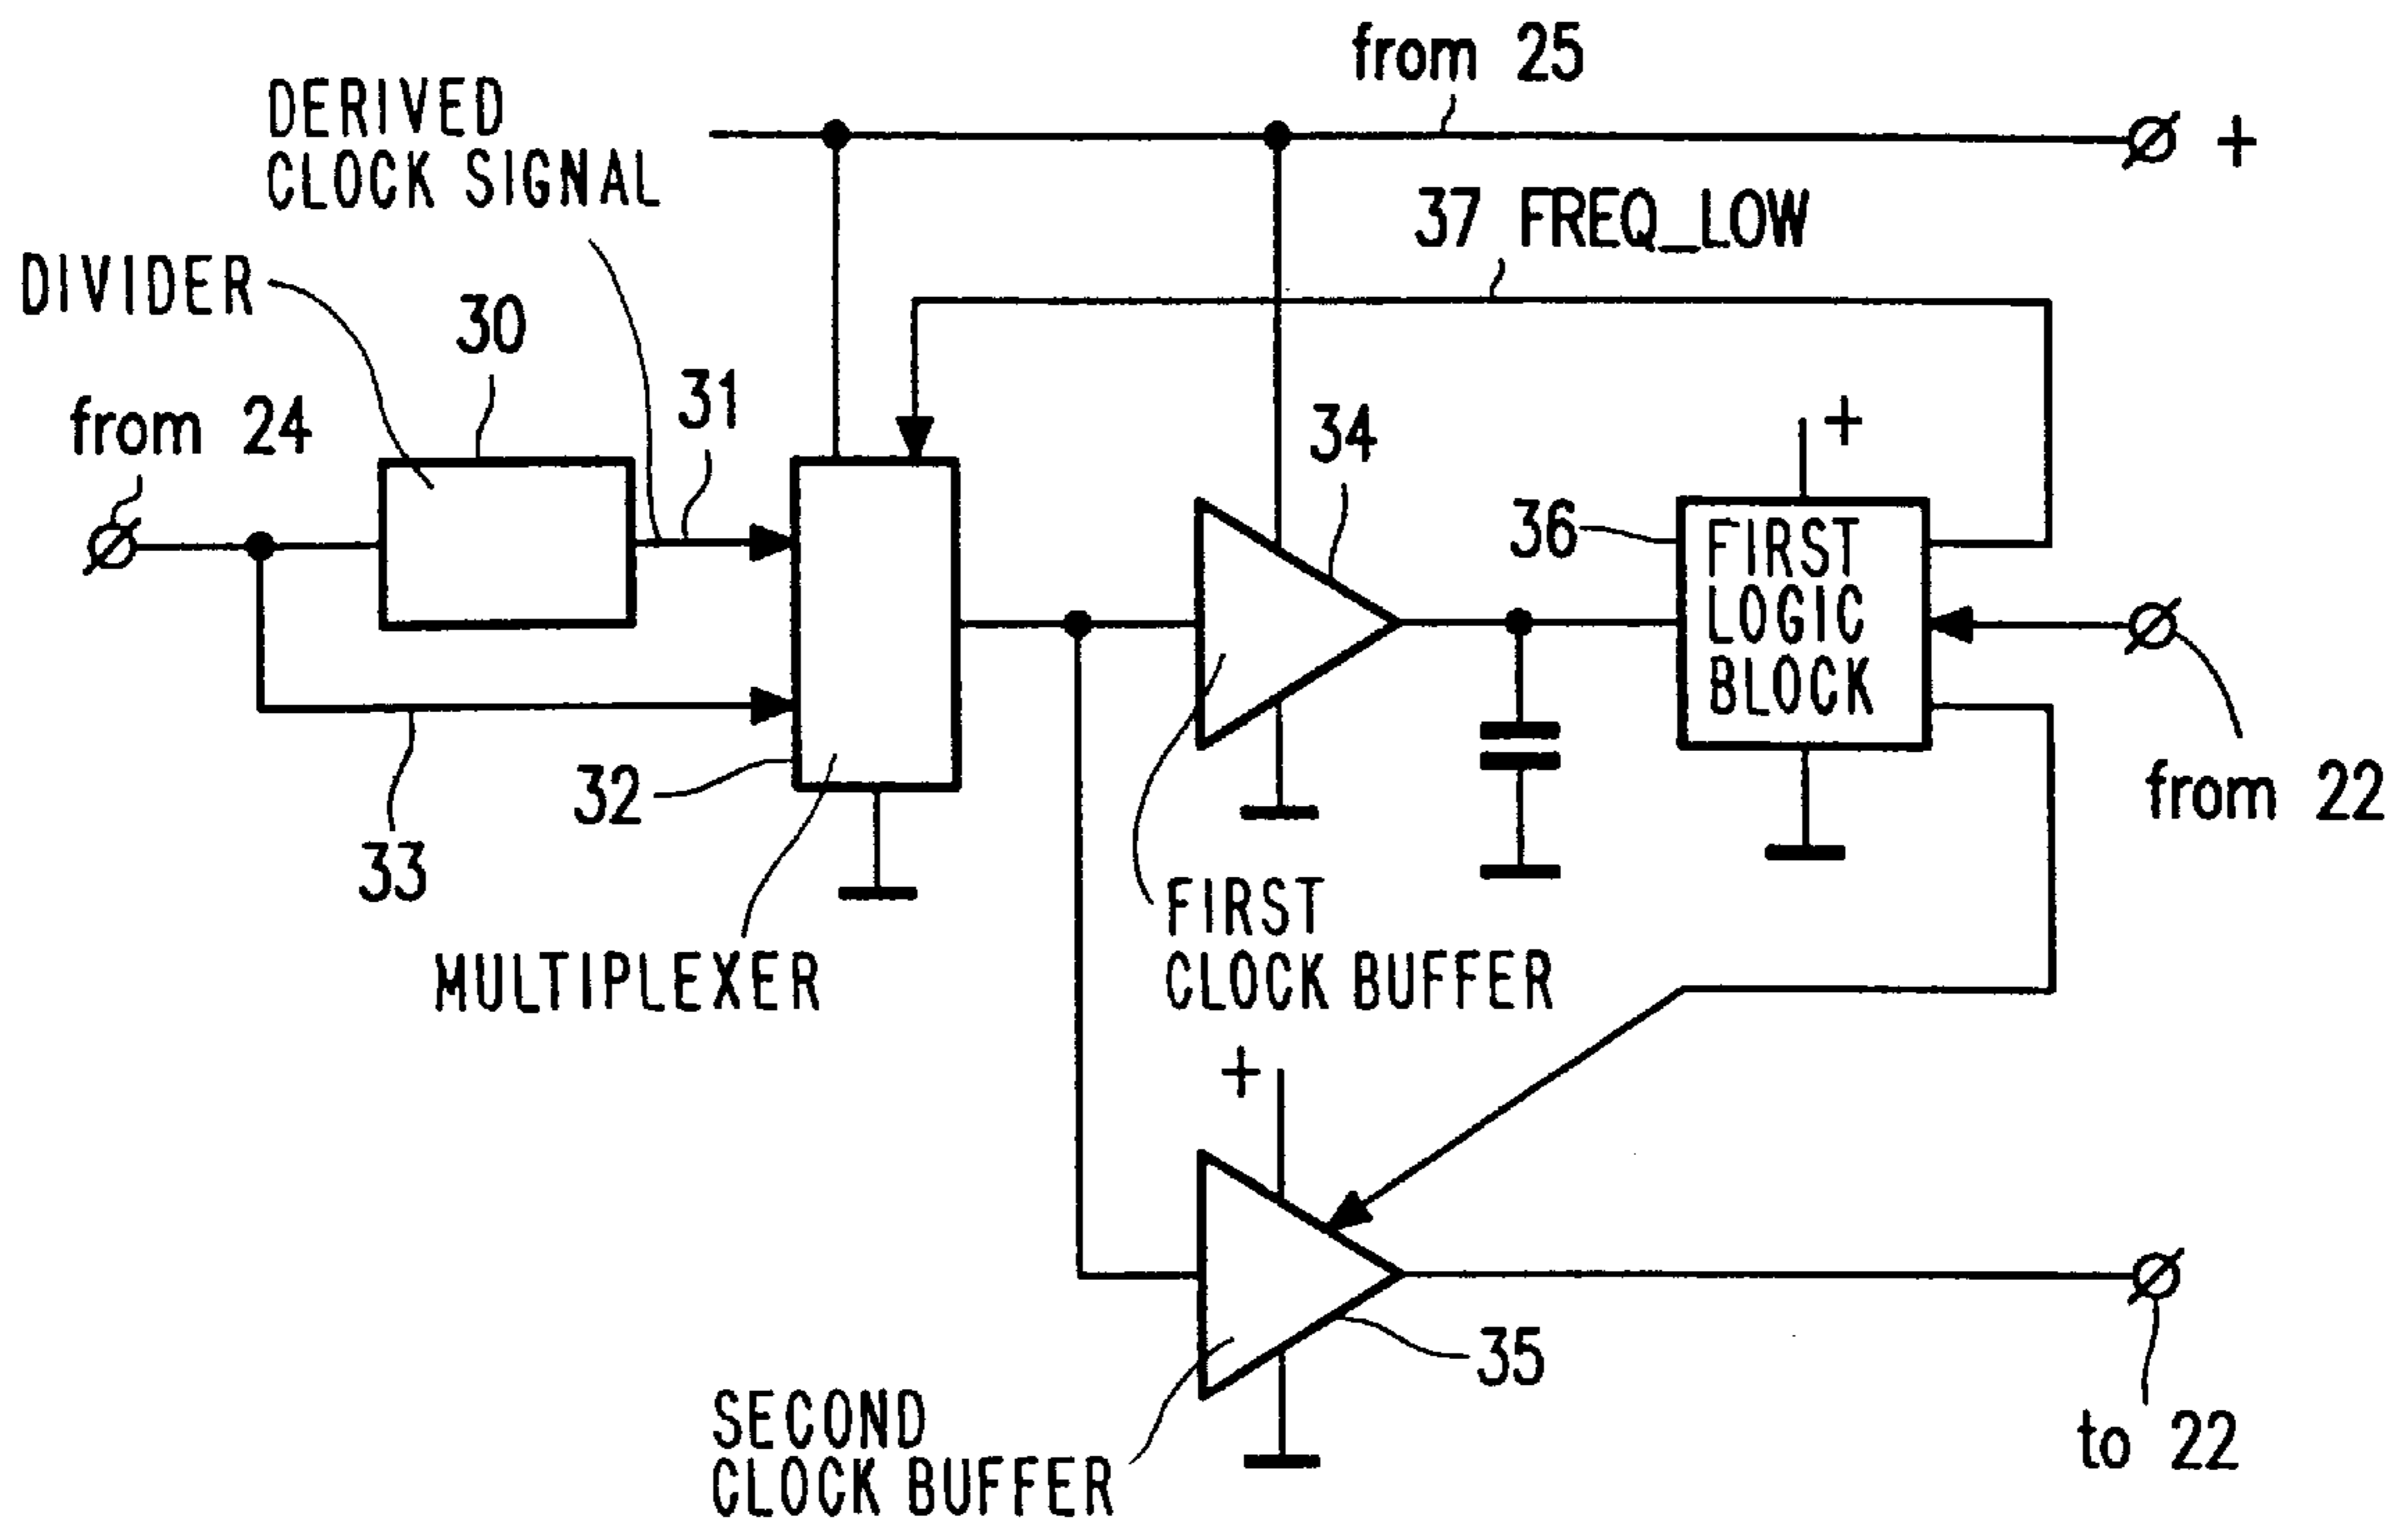 from 25
+
DERIVED
CLOCK SIGNAL
37 FREQ_LOW
DIVIDER
30
from 24
31
34
+
36
FIRST
LOGIC
BLOCK
32
33
from 22
MULTIPLEXER
FIRST
CLOCK BUFFER
+
35
SECOND
CLOCK BUFFER
to 22